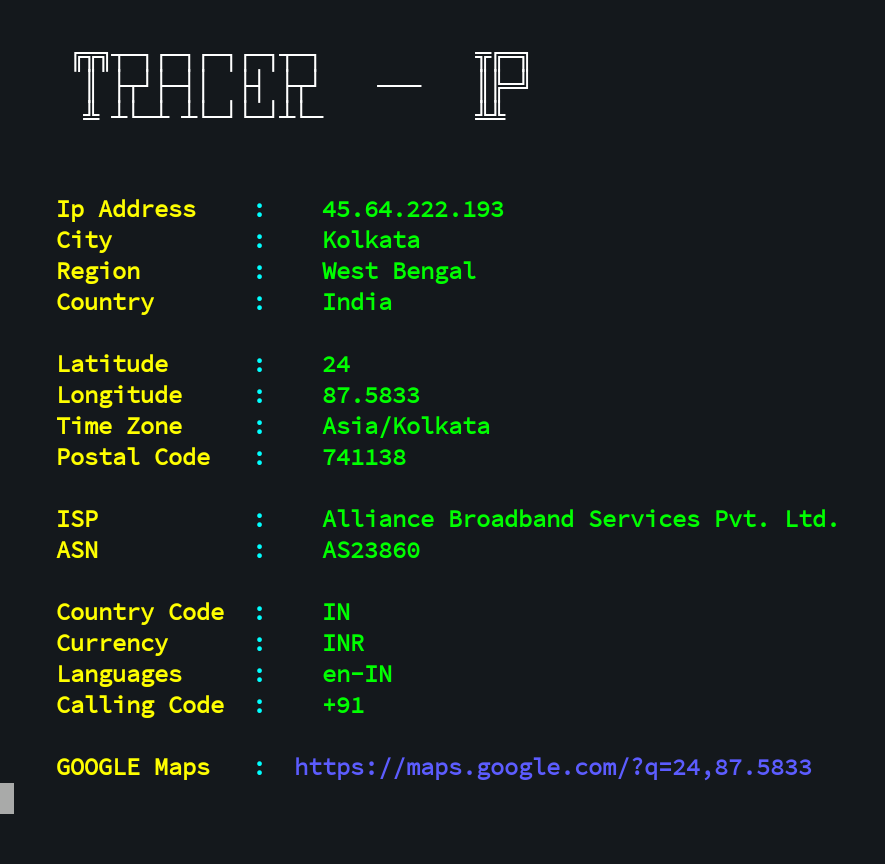 TRACER — IP
Ip Address : 45.64.222.193
City : Kolkata
Region : West Bengal
Country : India
Latitude : 24
Longitude : 87.5833
Time Zone : Asia/Kolkata
Postal Code : 741138
ISP : Alliance Broadband Services Pvt. Ltd.
ASN : AS23860
Country Code : IN
Currency : INR
Languages : en-IN
Calling Code : +91
GOOGLE Maps : https://maps.google.com/?q=24,87.5833